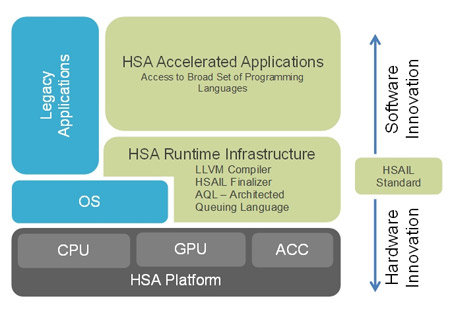 Legacy
Applications
HSA Accelerated Applications
Access to Broad Set of Programming
Languages
HSA Runtime Infrastructure
LLVM Compiler
HSAIL Finalizer
AQL – Architected
Queuing Language
OS
CPU
GPU
ACC
HSA Platform
Software
Innovation
HSAIL
Standard
Hardware
Innovation